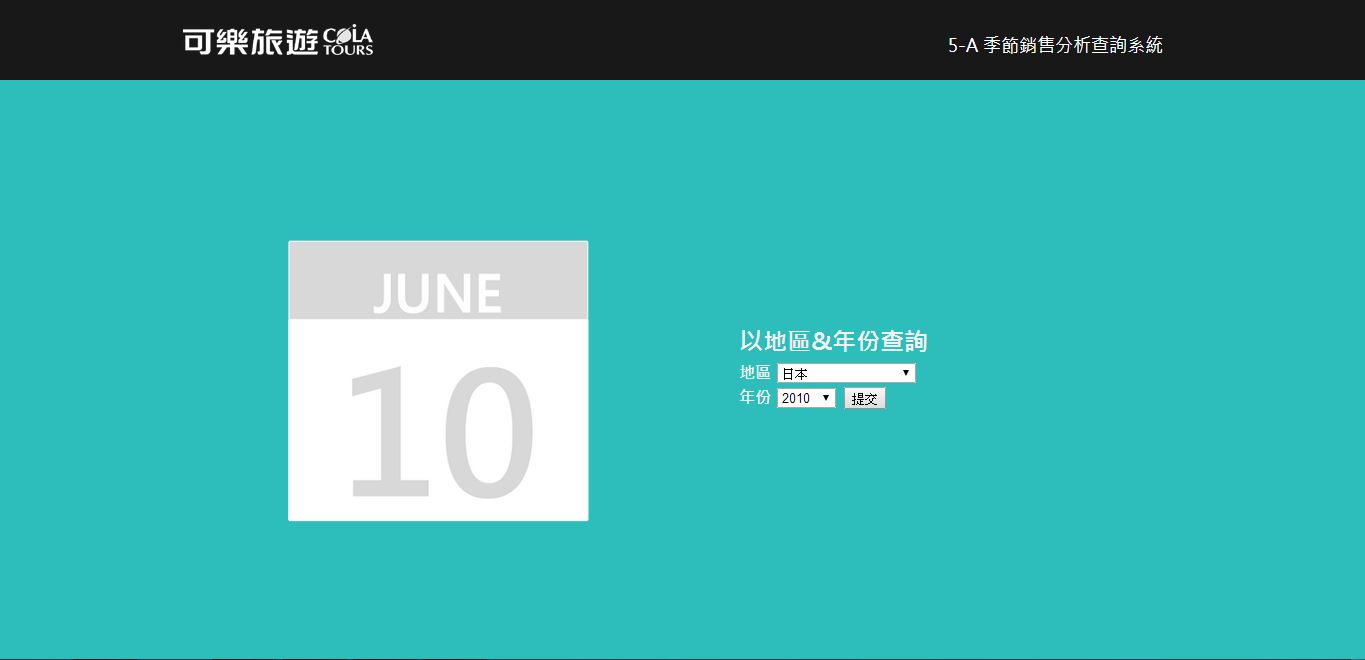 可樂旅遊 COLA TOURS
5-A 季節銷售分析查詢系統
JUNE
10
以地區&年份查詢
地區 日本
年份 2010 提交